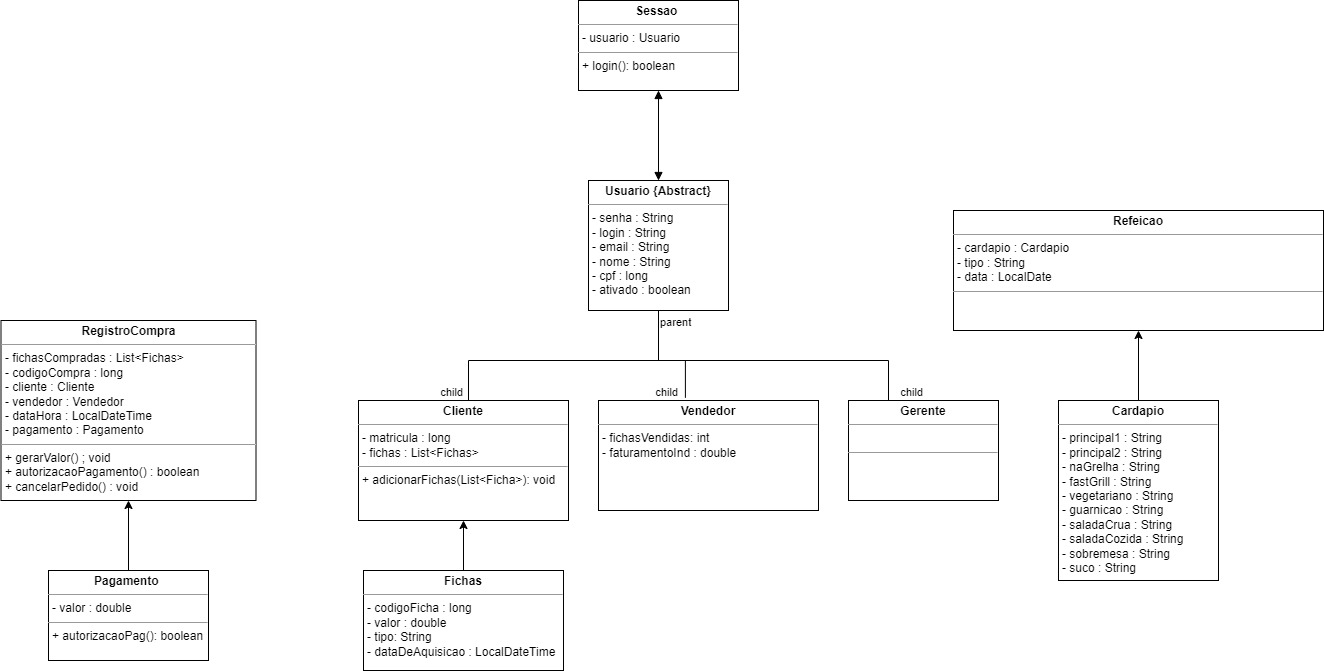 Sessao
- usuario : Usuario
+ login(): boolean
Usuario {Abstract}
- senha : String
- login : String
- email : String
- nome : String
- cpf : long
- ativado : boolean
parent
Refeicao
- cardapio : Cardapio
- tipo : String
- data : LocalDate
RegistroCompra
- fichasCompradas : List<Fichas>
- codigoCompra : long
- cliente : Cliente
- vendedor : Vendedor
- dataHora : LocalDateTime
- pagamento : Pagamento
+ gerarValor() ; void
+ autorizacaoPagamento() : boolean
+ cancelarPedido() : void
child
Cliente
- matricula : long
- fichas : List<Fichas>
+ adicionarFichas(List<Ficha>): void
child
Vendedor
- fichasVendidas: int
- faturamentoInd : double
child
Gerente
Cardapio
- principal1 : String
- principal2 : String
- naGrelha : String
- fastGrill : String
- vegetariano : String
- guarnicao : String
- saladaCrua : String
- saladaCozida : String
- sobremesa : String
- suco : String
Pagamento
- valor : double
+ autorizacaoPag(): boolean
Fichas
- codigoFicha : long
- valor : double
- tipo: String
- dataDeAquisicao : LocalDateTime